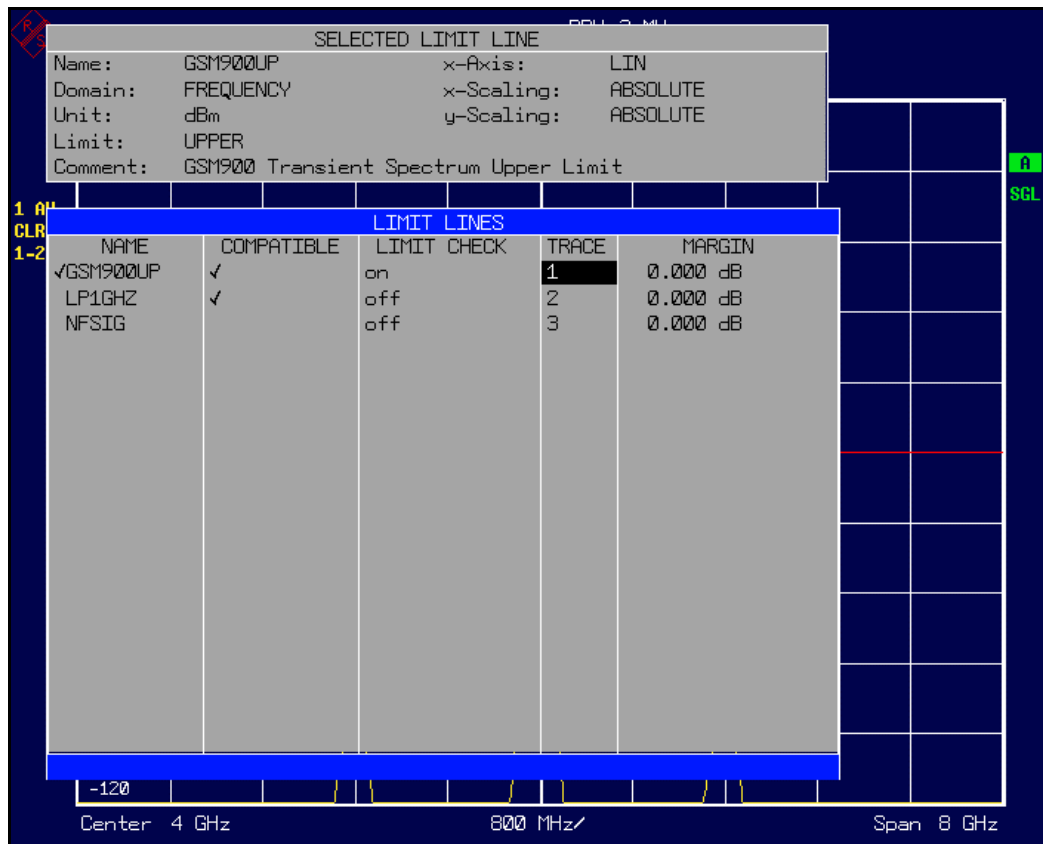 R
S
SELECTED LIMIT LINE
Name: GSM900UP x-Axis: LIN
Domain: FREQUENCY x-Scaling: ABSOLUTE
Unit: dBm y-Scaling: ABSOLUTE
Limit: UPPER
Comment: GSM900 Transient Spectrum Upper Limit
A
SGL
1
CLR
1-2
LIMIT LINES
NAME COMPATIBLE LIMIT CHECK TRACE MARGIN
✓GSM900UP ✓ on 1 0.000 dB
LP1GHZ ✓ off 2 0.000 dB
NFSIG off 3 0.000 dB
-120
Center 4 GHz 800 MHz/ Span 8 GHz